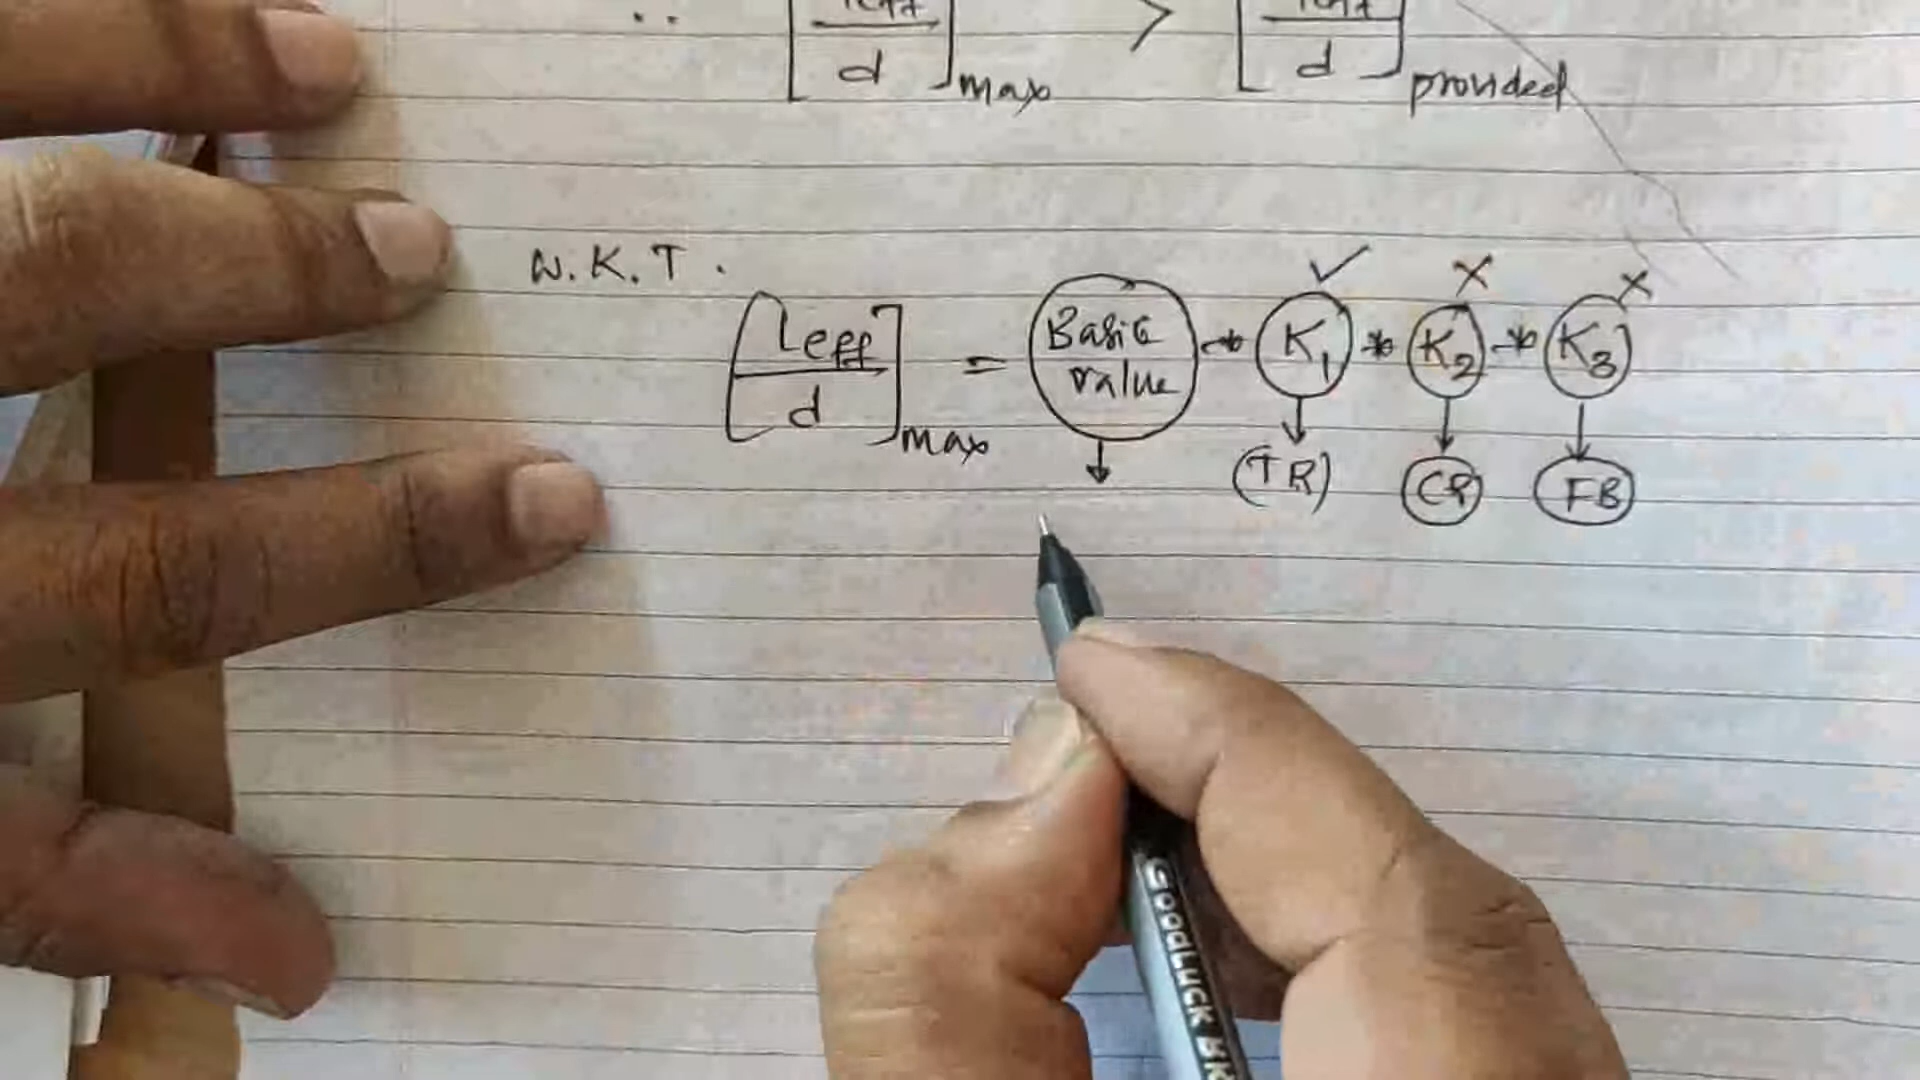 ∴ [leff/d]max > [leff/d]provided
W.K.T.
[leff/d]max = Basic value * K1 * K2 * K3
✓ × ×
↓ (TR) CR FB
GOODLUCK